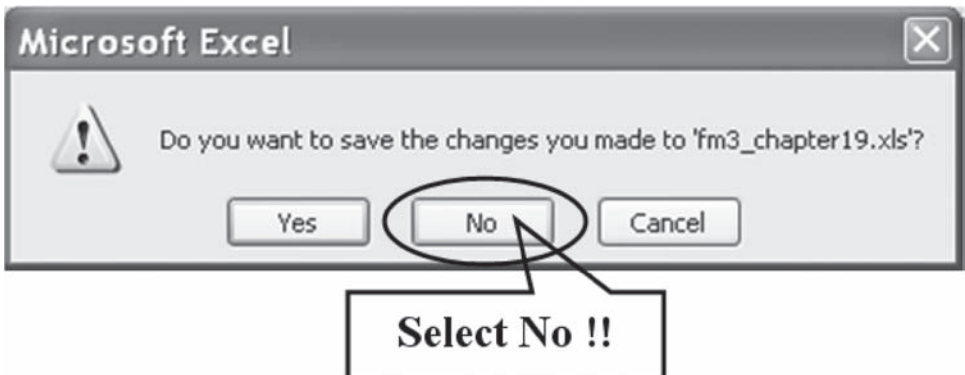 Microsoft Excel
Do you want to save the changes you made to 'fm3_chapter19.xls'?
Yes No Cancel
Select No !!